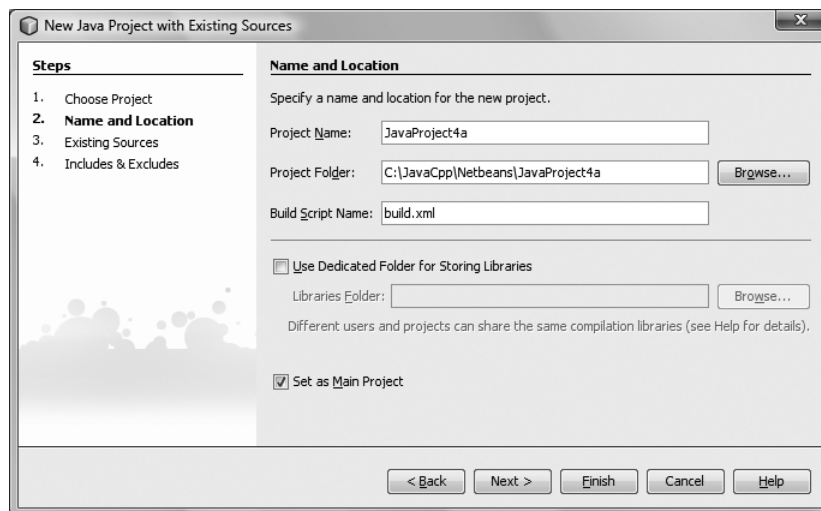 New Java Project with Existing Sources
Steps
1. Choose Project
2. Name and Location
3. Existing Sources
4. Includes & Excludes
Name and Location
Specify a name and location for the new project.
Project Name: JavaProject4a
Project Folder: C:\JavaCpp\Netbeans\JavaProject4a Browse...
Build Script Name: build.xml
Use Dedicated Folder for Storing Libraries
Libraries Folder: Browse...
Different users and projects can share the same compilation libraries (see Help for details).
Set as Main Project
< Back Next > Finish Cancel Help